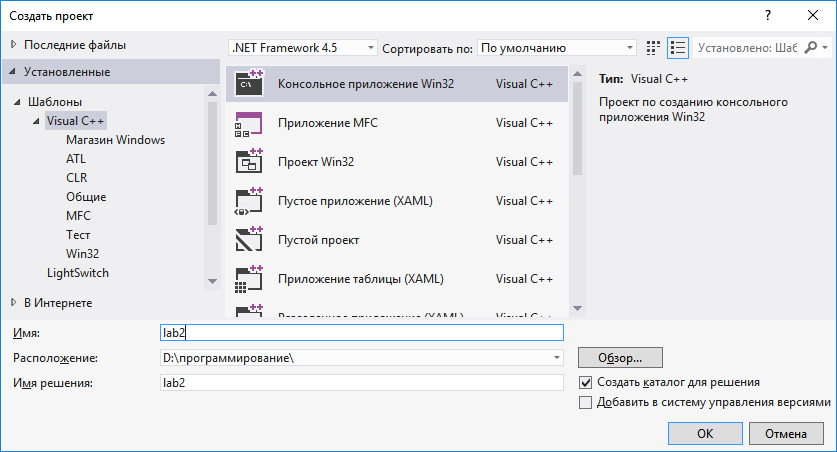 Создать проект
? 
Последние файлы
.NET Framework 4.5
Сортировать по: По умолчанию
Установлено: Шаб
Установленные
Шаблоны
Visual C++
Магазин Windows
ATL
CLR
Общие
MFC
Тест
Win32
LightSwitch
В Интернете
C:\
Консольное приложение Win32 Visual C++
Приложение MFC Visual C++
Проект Win32 Visual C++
Пустое приложение (XAML) Visual C++
Пустой проект Visual C++
Приложение таблицы (XAML) Visual C++
Visual C++
Тип: Visual C++
Проект по созданию консольного
приложения Win32
Имя: lab2
Расположение: D:\программирование\
Обзор...
Имя решения: lab2
Создать каталог для решения
Добавить в систему управления версиями
OK Отмена